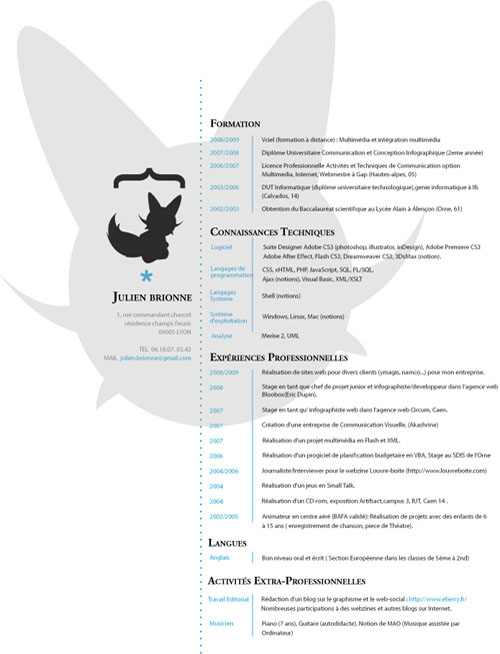 JULIEN BRIONNE
1, rue commandant charcot
résidence champs fleuris
69005 LYON
TEL 06.18.07.03.42
MAIL julien.brionne@gmail.com
FORMATION
2008/2009 Vciel (formation à distance) : Multimédia et intégration multimédia
2007/2008 Diplôme Universitaire Communication et Conception Infographique (2eme année)
2006/2007 Licence Professionnelle Activités et Techniques de Communication option
Multimedia, Internet, Webmestre à Gap (Hautes-alpes, 05)
2003/2006 DUT Informatique (diplôme universitaire technologique),genie informatique à Ifs
(Calvados, 14)
2002/2003 Obtention du Baccalauréat scientifique au Lycée Alain à Alençon (Orne, 61)
CONNAISSANCES TECHNIQUES
Logiciel Suite Designer Adobe CS3 (photoshop, illustrator, inDesign), Adobe Premiere CS3
Adobe After Effect, Flash CS3, Dreamweaver CS3, 3DsMax (notion).
Langages de programmation CSS, xHTML, PHP, JavaScript, SQL, PL/SQL,
Ajax (notions), Visual Basic, XML/XSLT
Langages Systeme Shell (notions)
Système d'exploitation Windows, Linux, Mac (notions)
Analyse Merise 2, UML
EXPÉRIENCES PROFESSIONNELLES
2008/2009 Réalisation de sites web pour divers clients (ymagis, namco...) pour mon entreprise.
2008 Stage en tant que chef de projet junior et infographiste/developpeur dans l'agence web
Bloobox(Eric Dupin).
2007 Stage en tant qu' infographiste web dans l'agence web Circum, Caen.
2007 Création d'une entreprise de Communication Visuelle. (Akashrine)
2007 Réalisation d'un projet multimédia en Flash et XML.
2006 Réalisation d'un progiciel de planification budgetaire en VBA, Stage au SDIS de l'Orne
2004/2006 Journaliste/Interviewer pour le webzine Louvre-boite (http://www.louvreboite.com)
2004 Réalisation d'un jeux en Small Talk.
2004 Réalisation d'un CD-rom, exposition Artifact,campus 3, IUT, Caen 14 .
2002/2005 Animateur en centre aéré (BAFA validé): Réalisation de projets avec des enfants de 6
à 15 ans ( enregistrement de chanson, piece de Théatre).
LANGUES
Anglais Bon niveau oral et écrit ( Section Européenne dans les classes de 5ème à 2nd)
ACTIVITÉS EXTRA-PROFESSIONNELLES
Travail Editorial Rédaction d'un blog sur le graphisme et le web-social : http://www.eberry.fr/
Nombreuses participations à des webzines et autres blogs sur Internet.
Musicien Piano (7 ans), Guitare (autodidacte). Notion de MAO (Musique assistée par
Ordinateur)